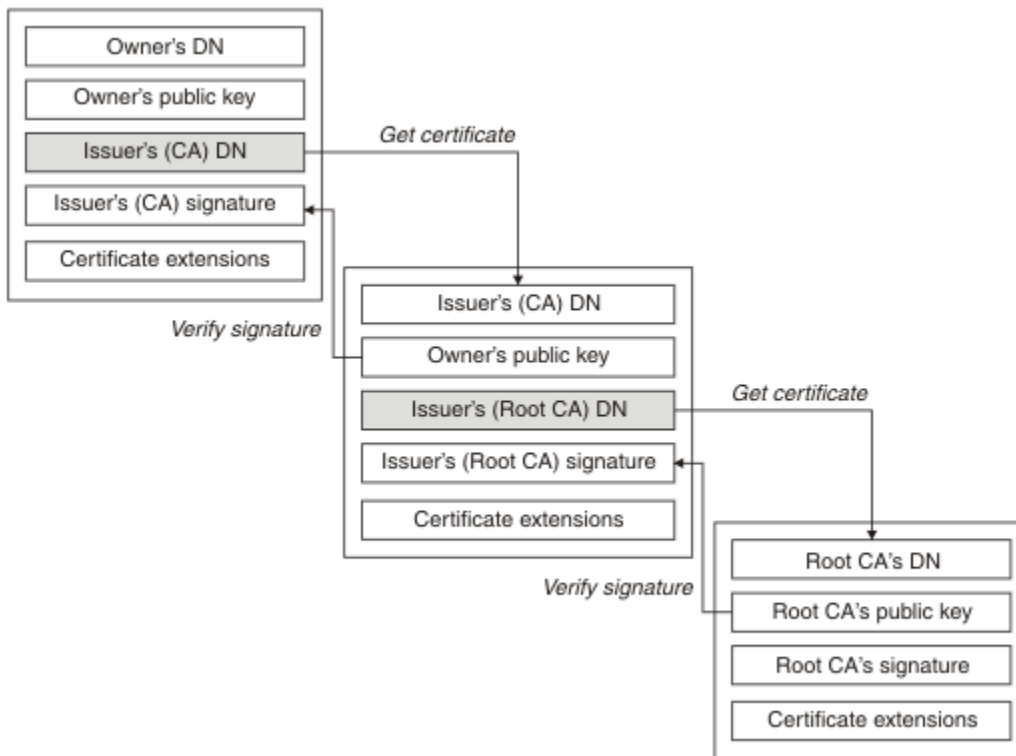 Owner's DN
Owner's public key
Issuer's (CA) DN
Get certificate
Issuer's (CA) signature
Certificate extensions
Verify signature
Issuer's (CA) DN
Owner's public key
Issuer's (Root CA) DN
Get certificate
Issuer's (Root CA) signature
Certificate extensions
Verify signature
Root CA's DN
Root CA's public key
Root CA's signature
Certificate extensions